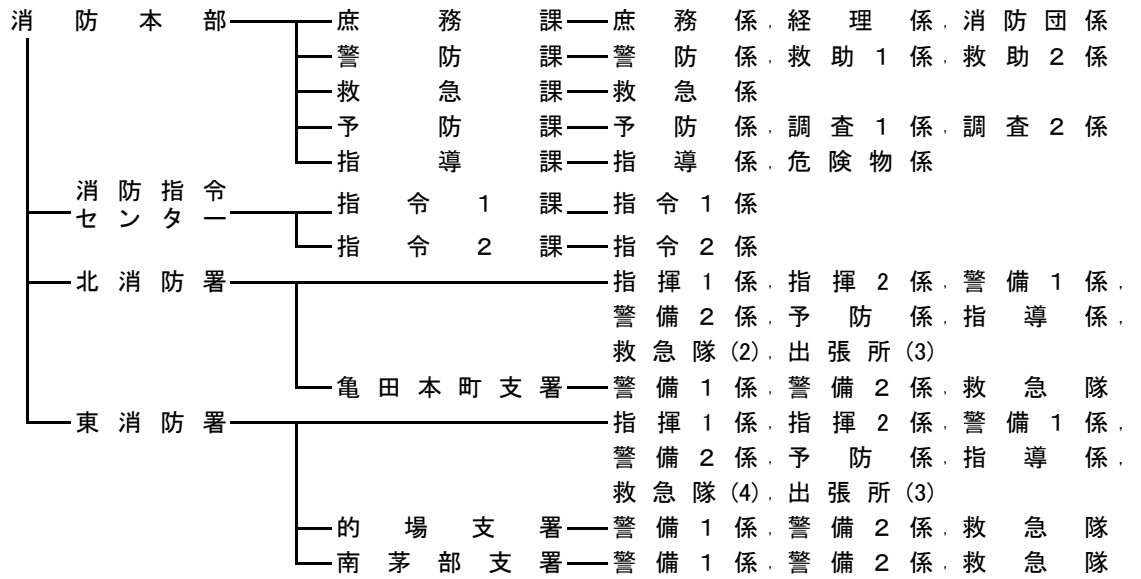 消防本部 庶務課 庶務係，経理係，消防団係
警防課 警防係，救助１係，救助２係
救急課 救急係
予防課 予防係，調査１係，調査２係
指導課 指導係，危険物係
消防指令
センター 指令１課 指令１係
指令２課 指令２係
北消防署 指揮１係，指揮２係，警備１係，
警備２係，予防係，指導係，
救急隊(2)，出張所(3)
亀田本町支署 警備１係，警備２係，救急隊
東消防署 指揮１係，指揮２係，警備１係，
警備２係，予防係，指導係，
救急隊(4)，出張所(3)
的場支署 警備１係，警備２係，救急隊
南茅部支署 警備１係，警備２係，救急隊